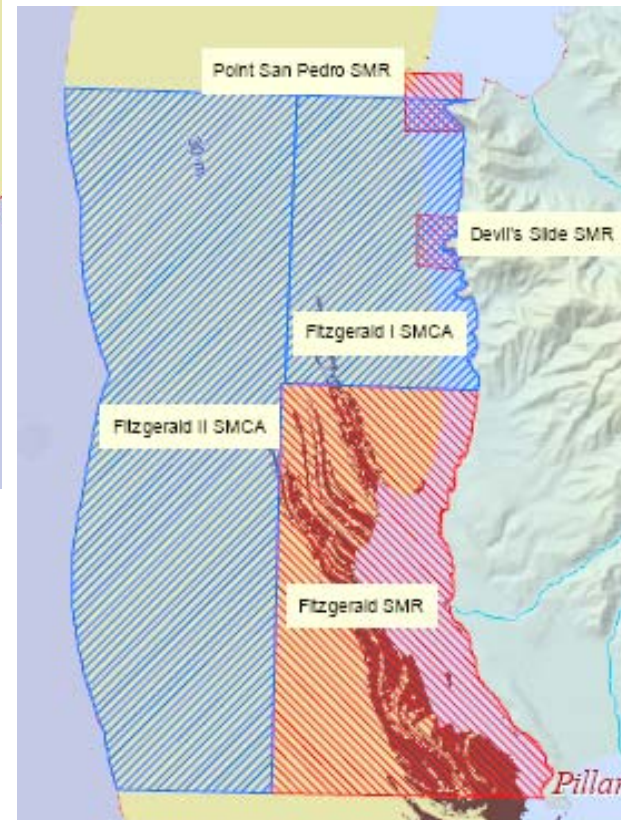 Point San Pedro SMR
30 m
Devil's Slide SMR
Fitzgerald I SMCA
Fitzgerald II SMCA
Fitzgerald SMR
Pillar